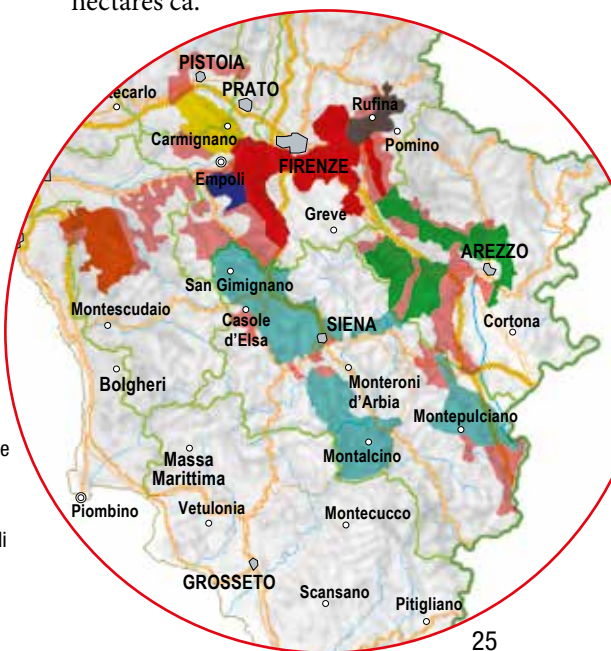 hectares ca.
PISTOIA
ecarlo
PRATO
Rufina
Carmignano
Pomino
FIRENZE
Empoli
Greve
AREZZO
San Gimignano
Montescudaio
Casole
d'Elsa
SIENA
Cortona
Bolgheri
Monteroni
d'Arbia
Montepulciano
e
Massa
Marittima
Montalcino
Piombino
Vetulonia
Montecucco
li
GROSSETO
Scansano
Pitigliano
25